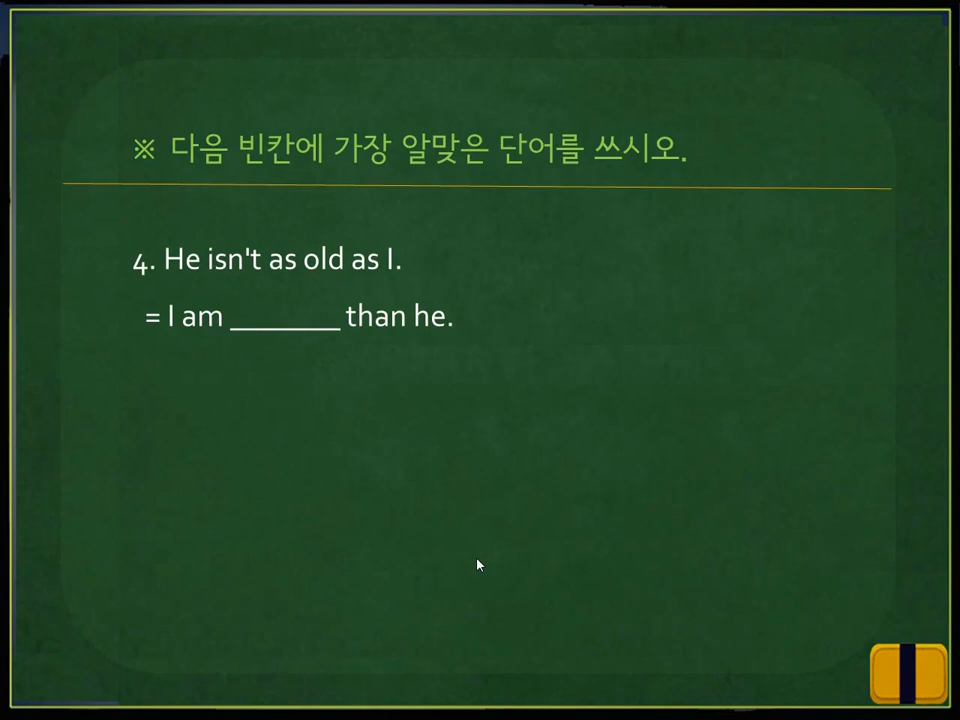 ※ 다음 빈칸에 가장 알맞은 단어를 쓰시오.
4. He isn't as old as I.
= I am _______ than he.